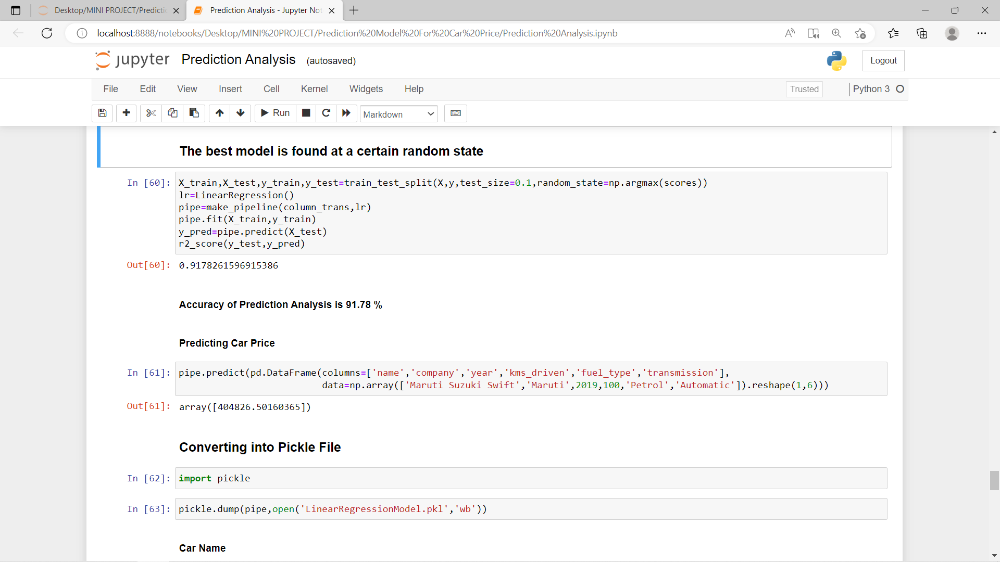 Desktop/MINI PROJECT/Predictic
Prediction Analysis - Jupyter Not
localhost:8888/notebooks/Desktop/MINI%20PROJECT/Prediction%20Model%20For%20Car%20Price/Prediction%20Analysis.ipynb
jupyter Prediction Analysis (autosaved)
Logout
File Edit View Insert Cell Kernel Widgets Help
Trusted
Python 3
Run
Markdown
The best model is found at a certain random state
In [60]: X_train,X_test,y_train,y_test=train_test_split(X,y,test_size=0.1,random_state=np.argmax(scores))
lr=LinearRegression()
pipe=make_pipeline(column_trans,lr)
pipe.fit(X_train,y_train)
y_pred=pipe.predict(X_test)
r2_score(y_test,y_pred)
Out[60]: 0.9178261596915386
Accuracy of Prediction Analysis is 91.78 %
Predicting Car Price
In [61]: pipe.predict(pd.DataFrame(columns=['name','company','year','kms_driven','fuel_type','transmission'],
data=np.array(['Maruti Suzuki Swift','Maruti',2019,100,'Petrol','Automatic']).reshape(1,6)))
Out[61]: array([404826.50160365])
Converting into Pickle File
In [62]: import pickle
In [63]: pickle.dump(pipe,open('LinearRegressionModel.pkl','wb'))
Car Name